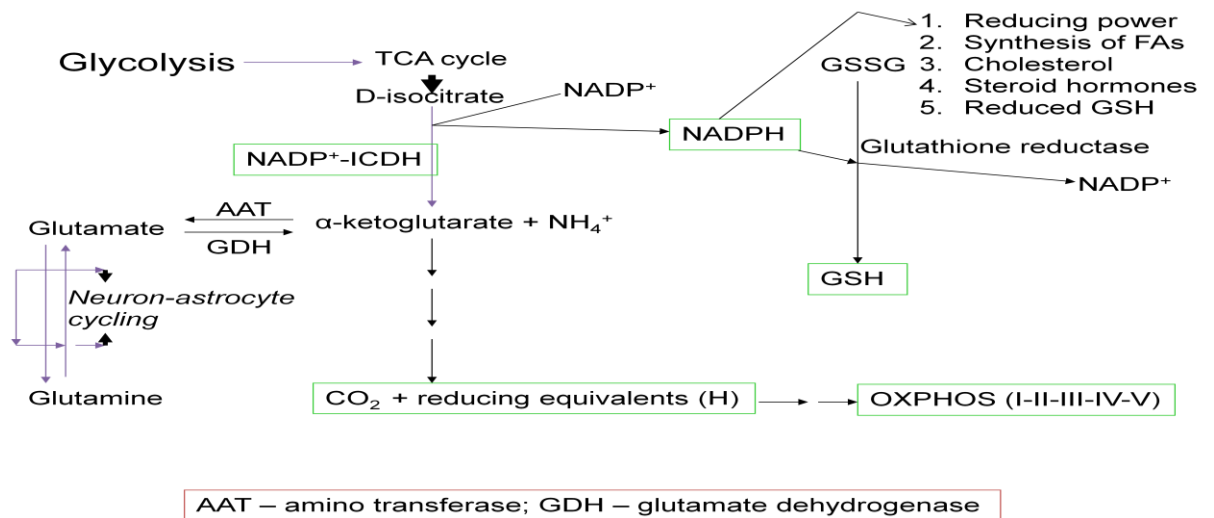 Glycolysis
TCA cycle
D-isocitrate
NADP⁺
NADP⁺-ICDH
NADPH
1. Reducing power
2. Synthesis of FAs
3. Cholesterol
4. Steroid hormones
5. Reduced GSH
GSSG
Glutathione reductase
NADP⁺
GSH
Glutamate
AAT
GDH
α-ketoglutarate + NH₄⁺
Neuron-astrocyte
cycling
Glutamine
CO₂ + reducing equivalents (H)
OXPHOS (I-II-III-IV-V)
AAT – amino transferase; GDH – glutamate dehydrogenase